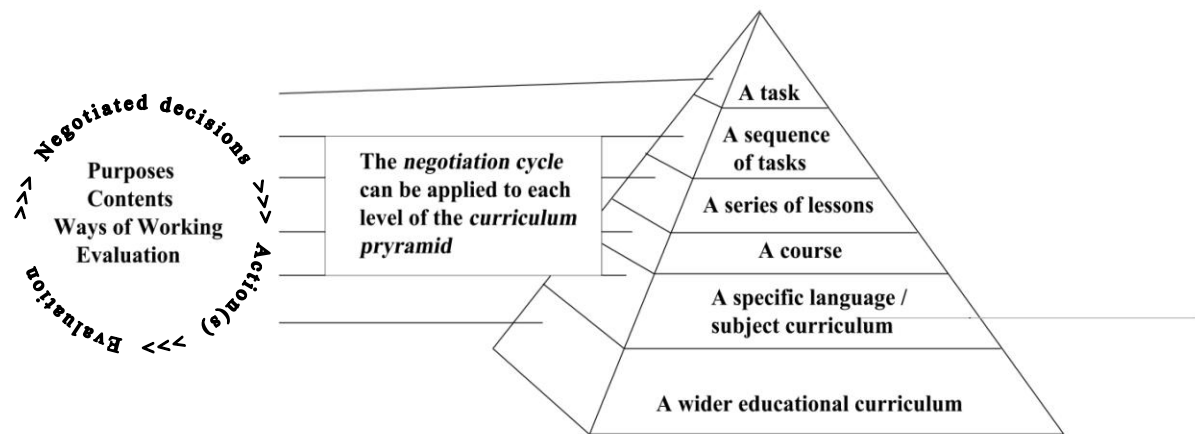 >>> Negotiated decisions >>> Action(s) >>> Evaluation
Purposes
Contents
Ways of Working
Evaluation
The negotiation cycle
can be applied to each
level of the curriculum
pryramid
A task
A sequence
of tasks
A series of lessons
A course
A specific language /
subject curriculum
A wider educational curriculum